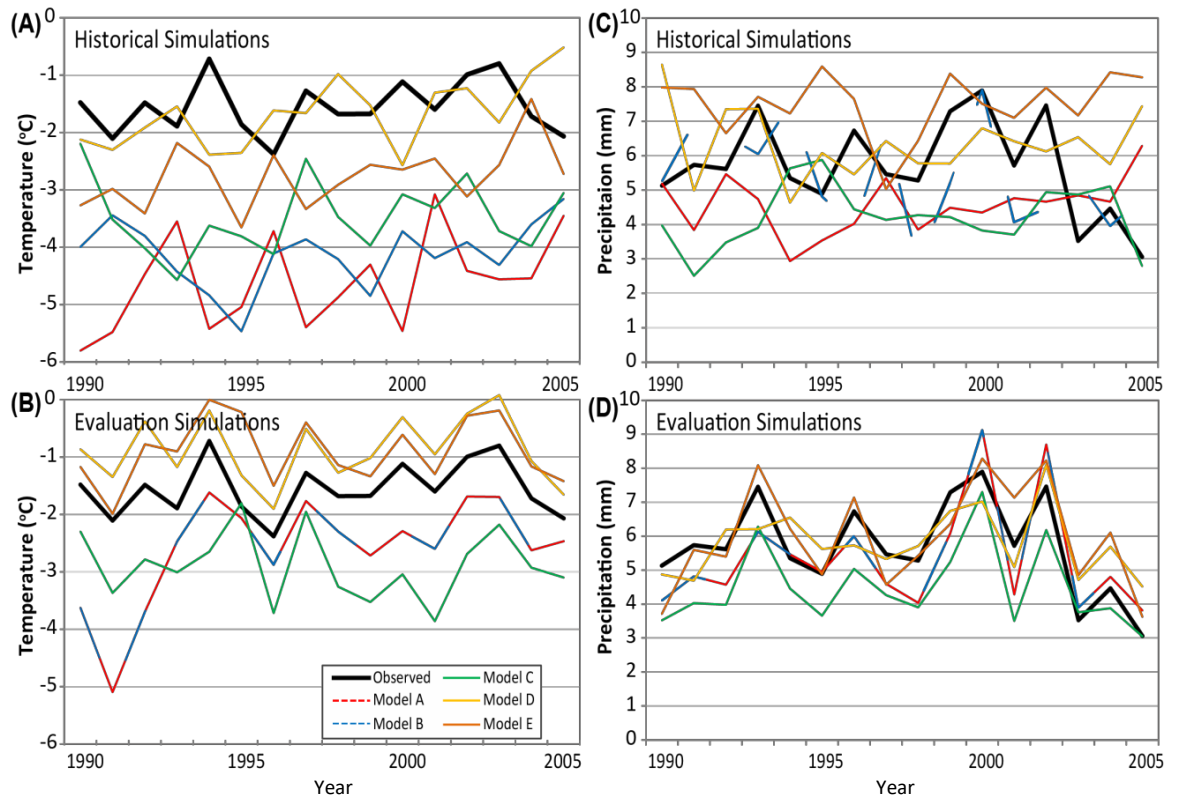 (A)
Historical Simulations
Temperature (°C)
0
-1
-2
-3
-4
-5
-6
1990
1995
2000
2005
(C)
Historical Simulations
Precipitaion (mm)
10
9
8
7
6
5
4
3
2
1
0
1990
1995
2000
2005
(B)
Evaluation Simulations
Temperature (°C)
0
-1
-2
-3
-4
-5
-6
Observed
Model C
Model A
Model D
Model B
Model E
1990
1995
2000
2005
Year
(D)
Evaluation Simulations
Precipitation (mm)
10
9
8
7
6
5
4
3
2
1
0
1990
1995
2000
2005
Year